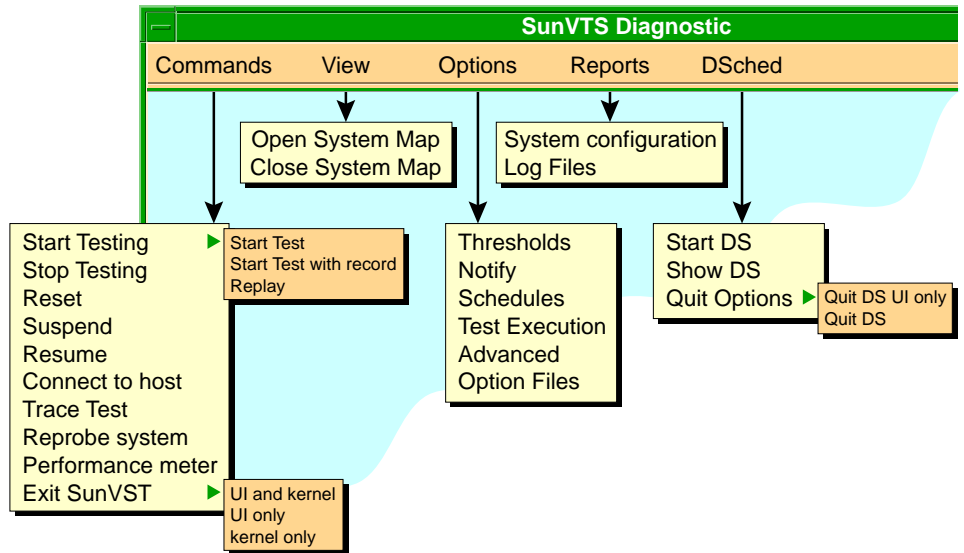 SunVTS Diagnostic
Commands View Options Reports DSched
Open System Map
Close System Map
System configuration
Log Files
Start Testing
Stop Testing
Reset
Suspend
Resume
Connect to host
Trace Test
Reprobe system
Performance meter
Exit SunVST
Start Test
Start Test with record
Replay
UI and kernel
UI only
kernel only
Thresholds
Notify
Schedules
Test Execution
Advanced
Option Files
Start DS
Show DS
Quit Options
Quit DS UI only
Quit DS